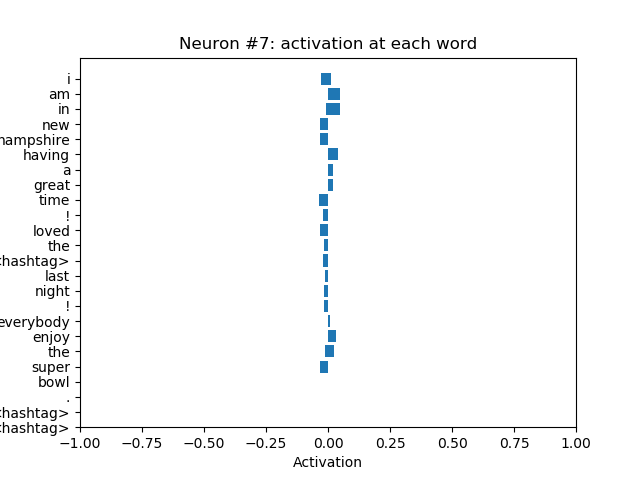 Neuron #7: activation at each word
i
am
in
new
hampshire
having
a
great
time
!
loved
the
<hashtag>
last
night
!
everybody
enjoy
the
super
bowl
.
<hashtag>
<hashtag>
−1.00 −0.75 −0.50 −0.25 0.00 0.25 0.50 0.75 1.00
Activation